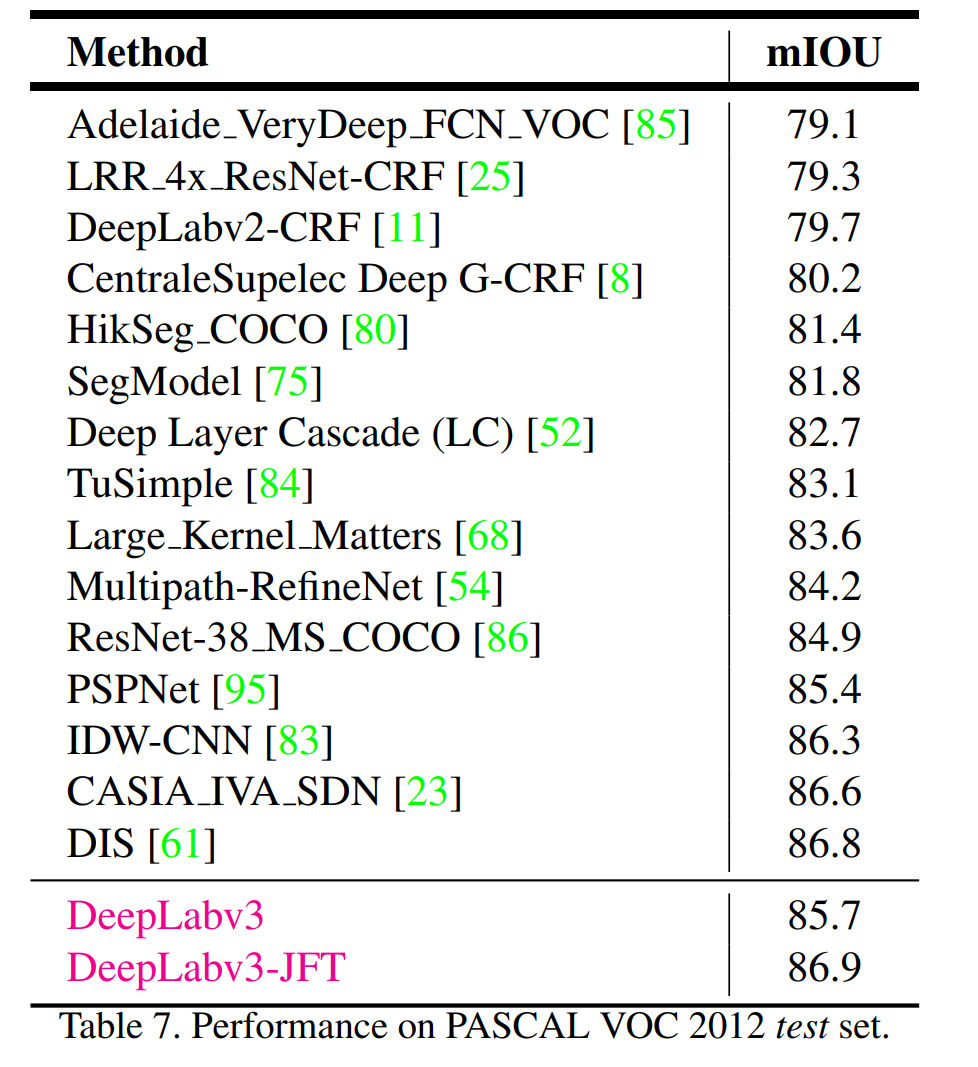 Method mIOU
Adelaide_VeryDeep_FCN_VOC [85] 79.1
LRR_4x_ResNet-CRF [25] 79.3
DeepLabv2-CRF [11] 79.7
CentraleSupelec Deep G-CRF [8] 80.2
HikSeg_COCO [80] 81.4
SegModel [75] 81.8
Deep Layer Cascade (LC) [52] 82.7
TuSimple [84] 83.1
Large_Kernel_Matters [68] 83.6
Multipath-RefineNet [54] 84.2
ResNet-38_MS_COCO [86] 84.9
PSPNet [95] 85.4
IDW-CNN [83] 86.3
CASIA_IVA_SDN [23] 86.6
DIS [61] 86.8
DeepLabv3 85.7
DeepLabv3-JFT 86.9
Table 7. Performance on PASCAL VOC 2012 test set.